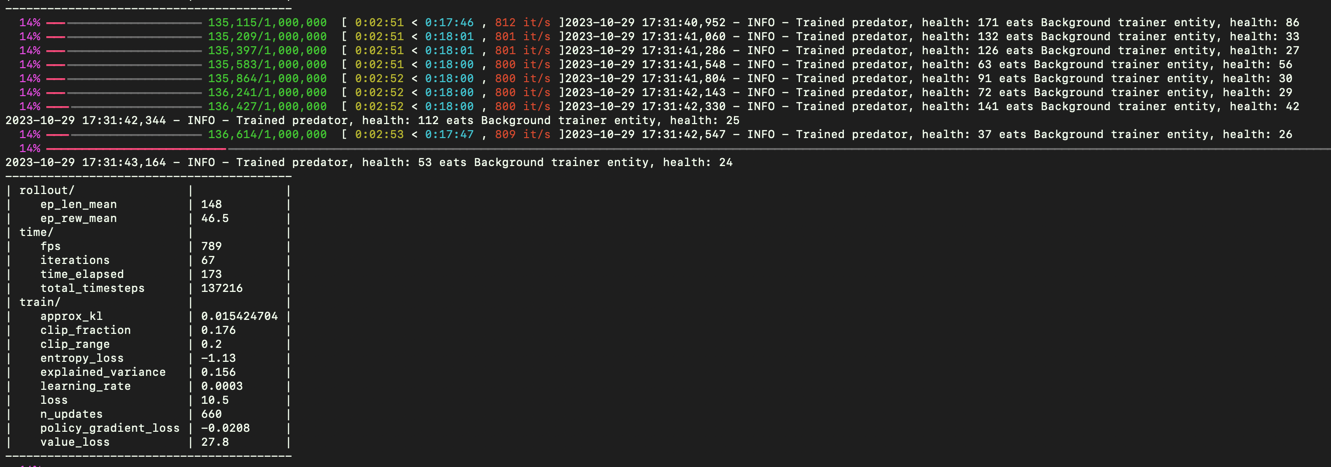 14% 135,115/1,000,000 [ 0:02:51 < 0:17:46 , 812 it/s ]2023-10-29 17:31:40,952 - INFO - Trained predator, health: 171 eats Background trainer entity, health: 86
14% 135,209/1,000,000 [ 0:02:51 < 0:18:01 , 801 it/s ]2023-10-29 17:31:41,060 - INFO - Trained predator, health: 132 eats Background trainer entity, health: 33
14% 135,397/1,000,000 [ 0:02:51 < 0:18:01 , 801 it/s ]2023-10-29 17:31:41,286 - INFO - Trained predator, health: 126 eats Background trainer entity, health: 27
14% 135,583/1,000,000 [ 0:02:51 < 0:18:00 , 800 it/s ]2023-10-29 17:31:41,548 - INFO - Trained predator, health: 63 eats Background trainer entity, health: 56
14% 135,864/1,000,000 [ 0:02:52 < 0:18:00 , 800 it/s ]2023-10-29 17:31:41,804 - INFO - Trained predator, health: 91 eats Background trainer entity, health: 30
14% 136,241/1,000,000 [ 0:02:52 < 0:18:00 , 800 it/s ]2023-10-29 17:31:42,143 - INFO - Trained predator, health: 72 eats Background trainer entity, health: 29
14% 136,427/1,000,000 [ 0:02:52 < 0:18:00 , 800 it/s ]2023-10-29 17:31:42,330 - INFO - Trained predator, health: 141 eats Background trainer entity, health: 42
2023-10-29 17:31:42,344 - INFO - Trained predator, health: 112 eats Background trainer entity, health: 25
14% 136,614/1,000,000 [ 0:02:53 < 0:17:47 , 809 it/s ]2023-10-29 17:31:42,547 - INFO - Trained predator, health: 37 eats Background trainer entity, health: 26
14%
2023-10-29 17:31:43,164 - INFO - Trained predator, health: 53 eats Background trainer entity, health: 24
-----------------------------------------
| rollout/ | |
| ep_len_mean | 148 |
| ep_rew_mean | 46.5 |
| time/ | |
| fps | 789 |
| iterations | 67 |
| time_elapsed | 173 |
| total_timesteps | 137216 |
| train/ | |
| approx_kl | 0.015424704 |
| clip_fraction | 0.176 |
| clip_range | 0.2 |
| entropy_loss | -1.13 |
| explained_variance | 0.156 |
| learning_rate | 0.0003 |
| loss | 10.5 |
| n_updates | 660 |
| policy_gradient_loss | -0.0208 |
| value_loss | 27.8 |
-----------------------------------------